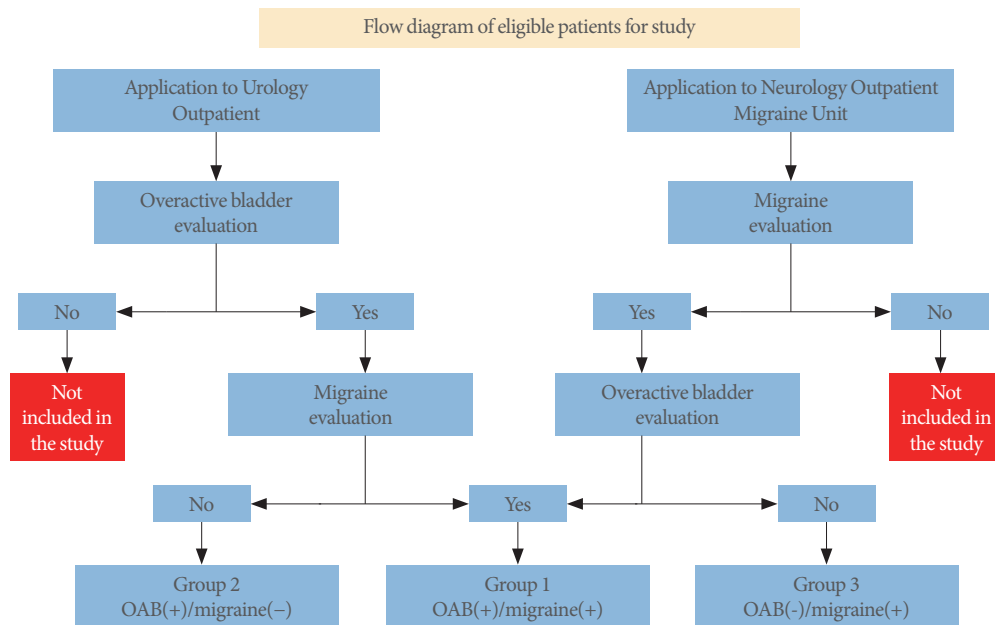 Flow diagram of eligible patients for study
Application to Urology
Outpatient
Application to Neurology Outpatient
Migraine Unit
Overactive bladder
evaluation
Migraine
evaluation
No
Yes
Yes
No
Not
included in
the study
Migraine
evaluation
Overactive bladder
evaluation
Not
included in
the study
No
Yes
No
Group 2
OAB(+)/migraine(−)
Group 1
OAB(+)/migraine(+)
Group 3
OAB(-)/migraine(+)